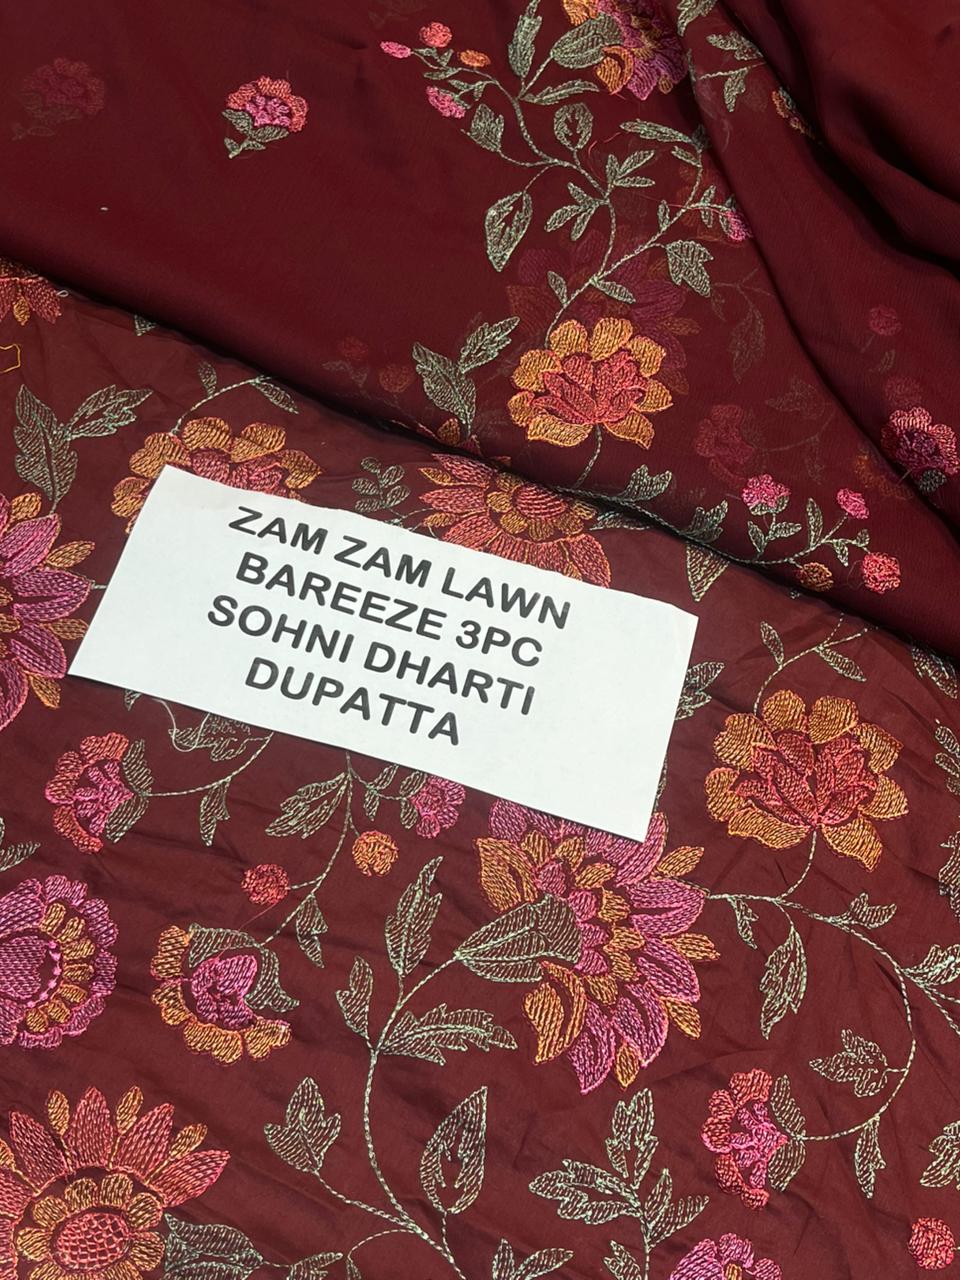 ZAM ZAM LAWN
BAREEZE 3PC
SOHNI DHARTI
DUPATTA